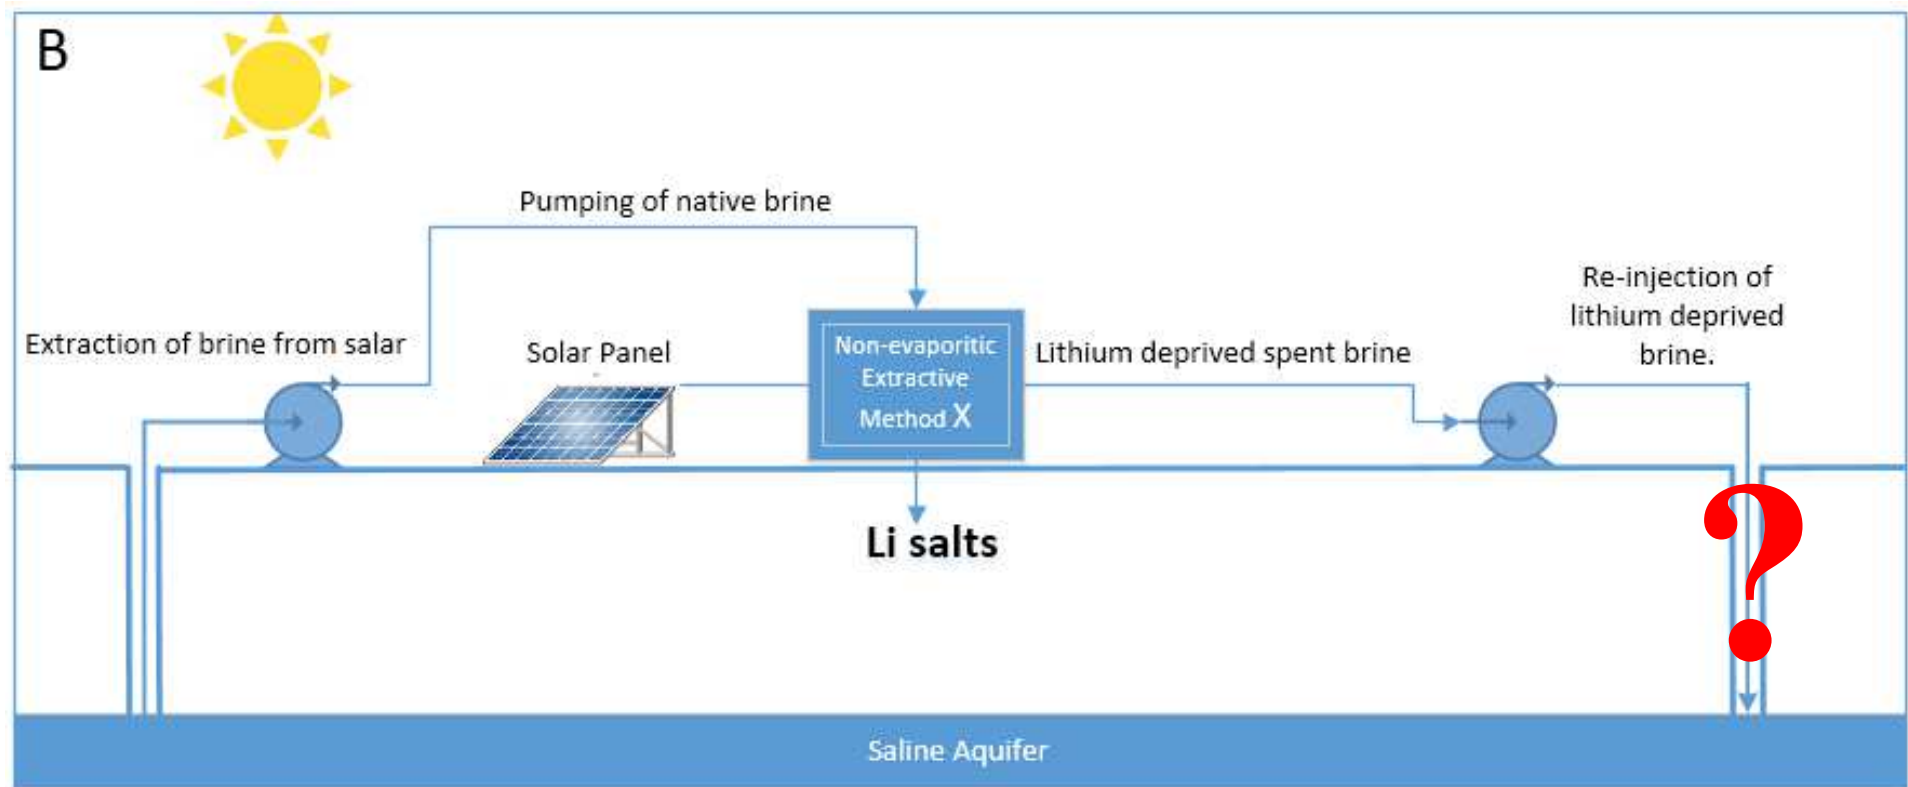 B
Pumping of native brine
Re-injection of
lithium deprived
brine.
Extraction of brine from salar
Solar Panel
Non-evaporitic
Extractive
Method X
Lithium deprived spent brine
Li salts
?
Saline Aquifer